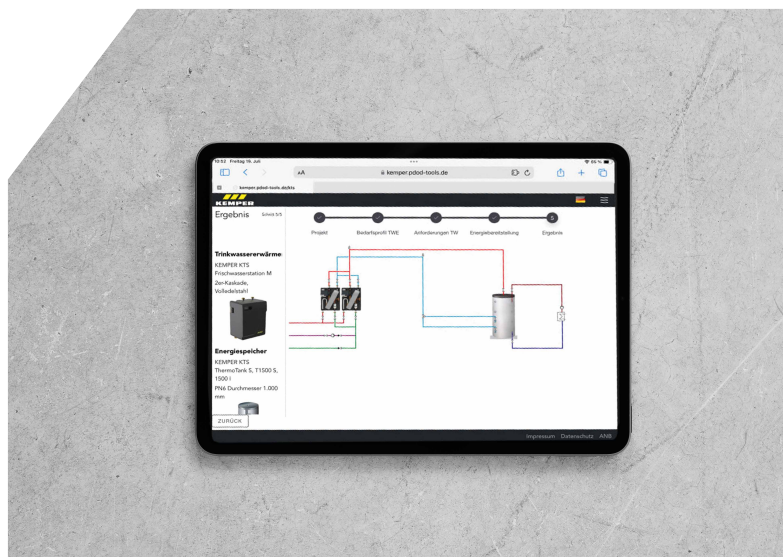 10:52 Freitag 19. Juli
65 %
AA
kemper.pdod-tools.de
kemper.pdod-tools.de/kts
KEMPER
Ergebnis
Schritt 5/5
5
Projekt
Bedarfsprofil TWE
Anforderungen TW
Energiebereitstellung
Ergebnis
Trinkwassererwärme
KEMPER KTS
Frischwasserstation M
2er-Kaskade,
Volledelstahl
Energiespeicher
KEMPER KTS
ThermoTank S, T1500 S,
1500 l
PN6 Durchmesser 1.000
mm
ZURÜCK
Impressum Datenschutz ANB